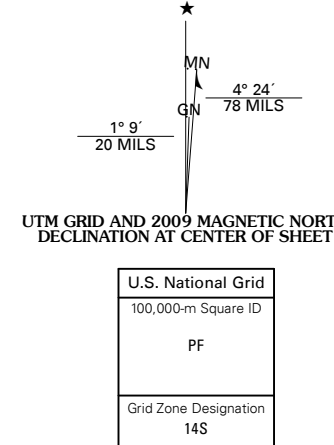 ★
MN
GN
4° 24´
78 MILS
1° 9´
20 MILS
UTM GRID AND 2009 MAGNETIC NORT
DECLINATION AT CENTER OF SHEET
U.S. National Grid
100,000-m Square ID
PF
Grid Zone Designation
14S